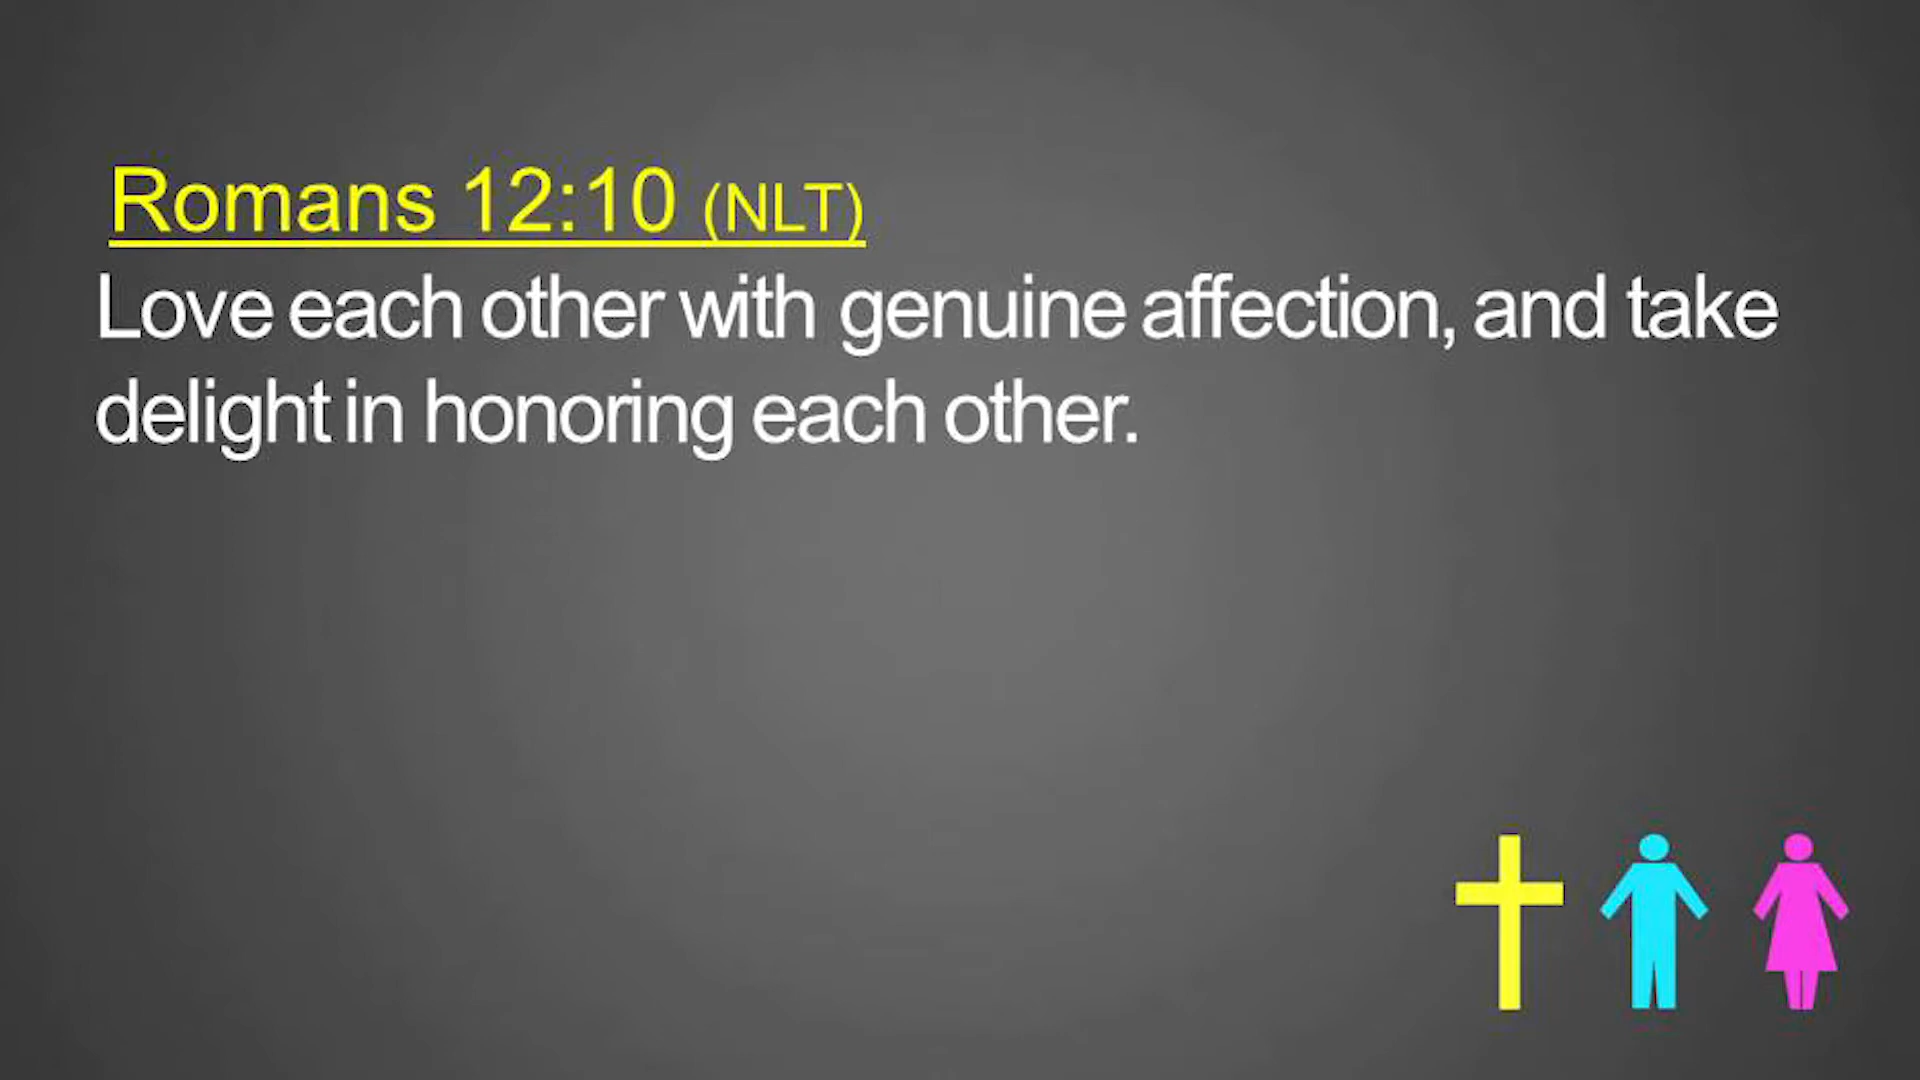 Romans 12:10 (NLT)
Love each other with genuine affection, and take
delight in honoring each other.